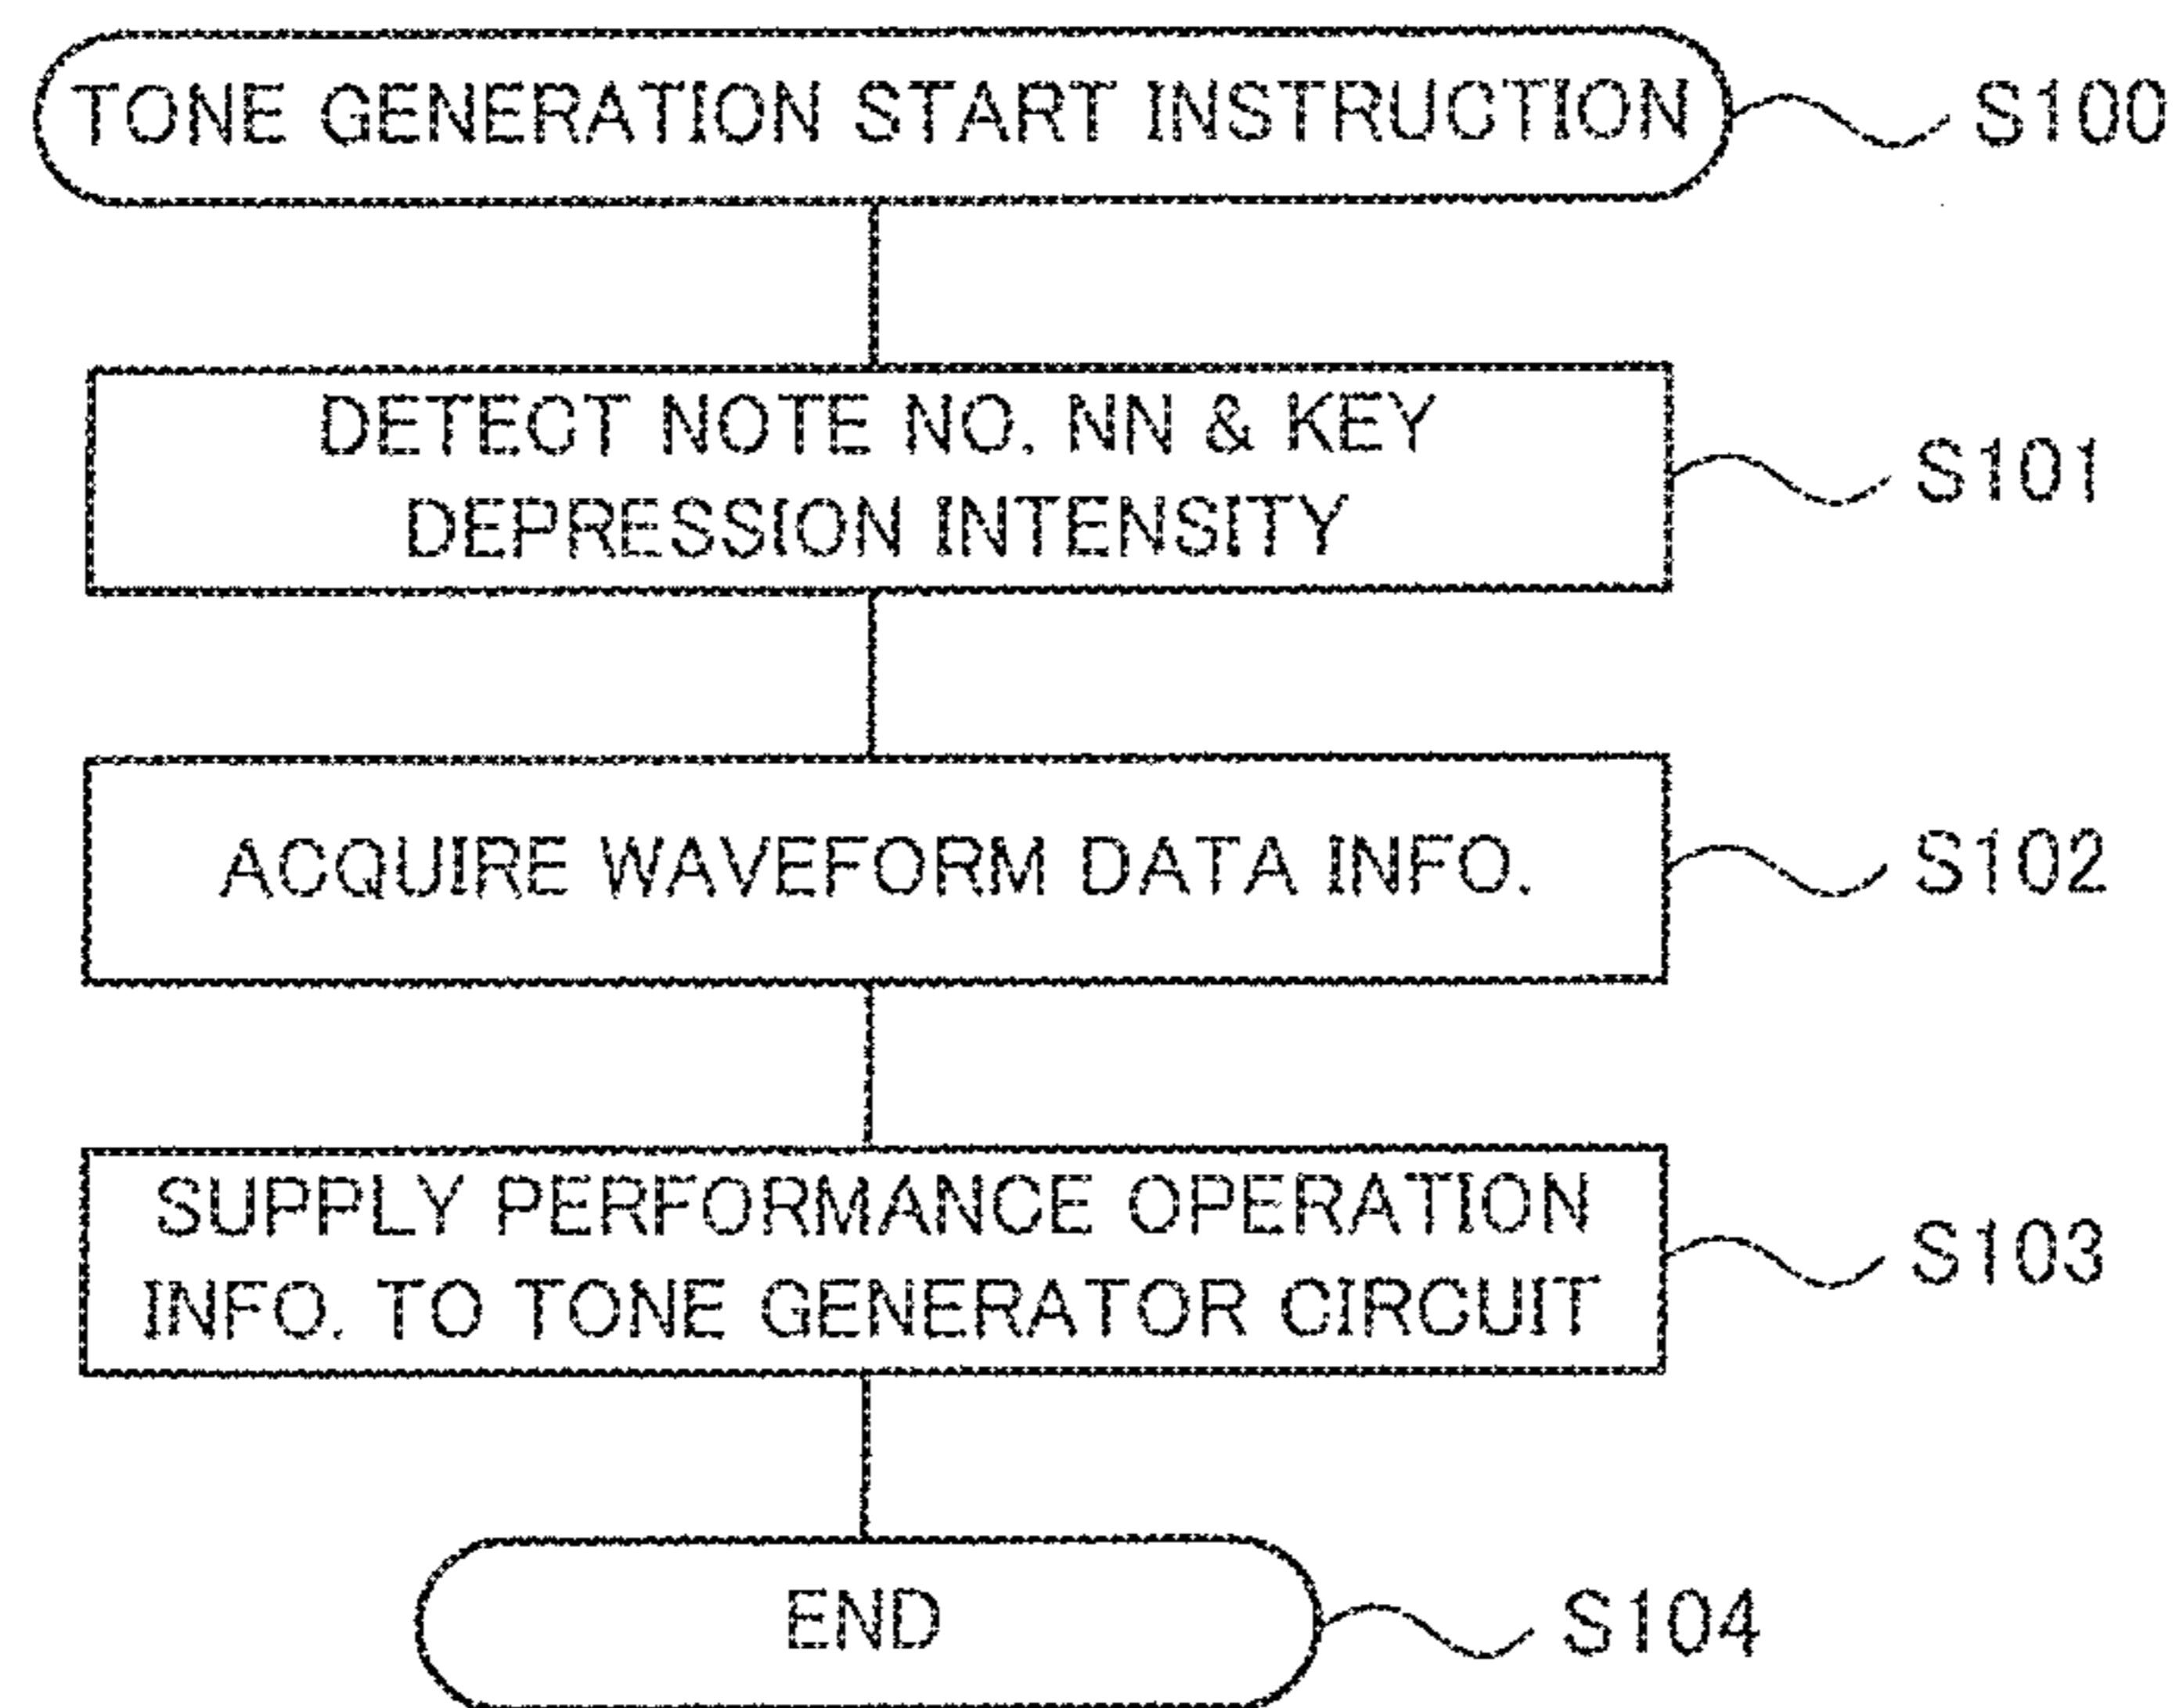 TONE GENERATION START INSTRUCTION
S100
DETECT NOTE NO. NN & KEY
DEPRESSION INTENSITY
S101
ACQUIRE WAVEFORM DATA INFO.
S102
SUPPLY PERFORMANCE OPERATION
INFO. TO TONE GENERATOR CIRCUIT
S103
END
S104